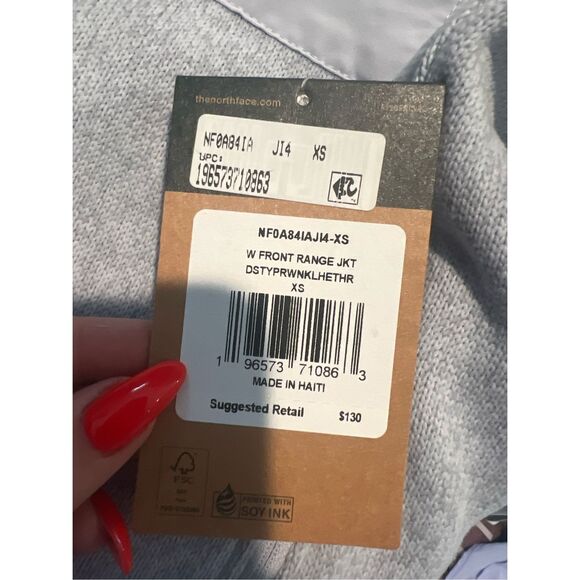 thenorthface.com
NF0A84IA JI4 XS
UPC:
196573710863
NF0A84IAJI4-XS
W FRONT RANGE JKT
DSTYPRWNKLHETHR
XS
1 96573 71086 3
MADE IN HAITI
Suggested Retail $130
FSC
PRINTED WITH
SOY INK